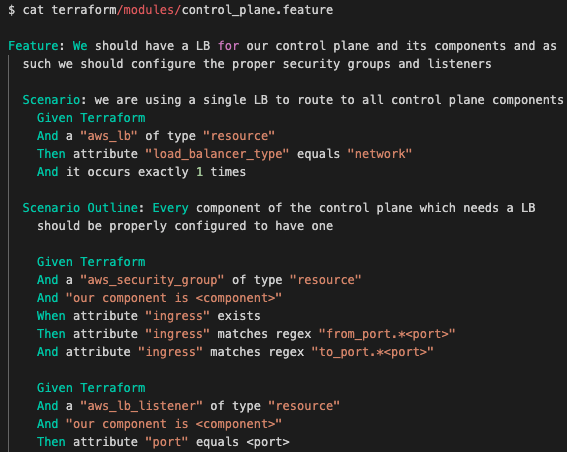 $ cat terraform/modules/control_plane.feature
Feature: We should have a LB for our control plane and its components and as
such we should configure the proper security groups and listeners
Scenario: we are using a single LB to route to all control plane components
Given Terraform
And a "aws_lb" of type "resource"
Then attribute "load_balancer_type" equals "network"
And it occurs exactly 1 times
Scenario Outline: Every component of the control plane which needs a LB
should be properly configured to have one
Given Terraform
And a "aws_security_group" of type "resource"
And "our component is <component>"
When attribute "ingress" exists
Then attribute "ingress" matches regex "from_port.*<port>"
And attribute "ingress" matches regex "to_port.*<port>"
Given Terraform
And a "aws_lb_listener" of type "resource"
And "our component is <component>"
Then attribute "port" equals <port>